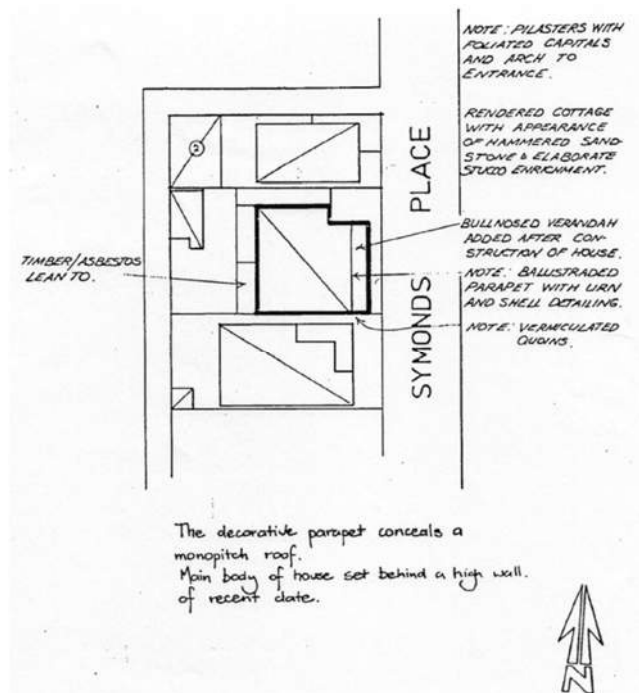 NOTE: PILASTERS WITH
FOLIATED CAPITALS
AND ARCH TO
ENTRANCE.
RENDERED COTTAGE
WITH APPEARANCE
OF HAMMERED SAND-
STONE & ELABORATE
STUCCO ENRICHMENT.
2
SYMONDS PLACE
BULLNOSED VERANDAH
ADDED AFTER CON-
STRUCTION OF HOUSE.
NOTE: BALLUSTRADED
PARAPET WITH URN
AND SHELL DETAILING.
NOTE: VERMICULATED
QUOINS.
TIMBER/ASBESTOS
LEAN TO.
The decorative parapet conceals a
monopitch roof.
Main body of house set behind a high wall.
of recent date.
N